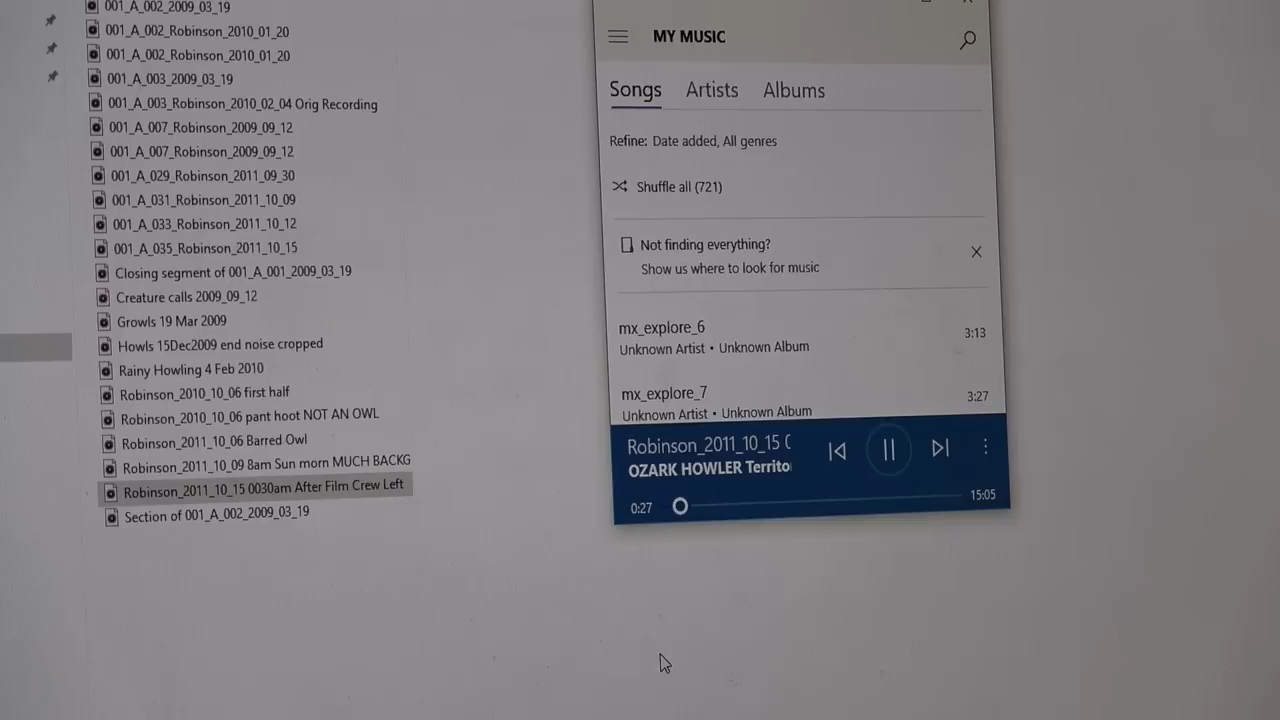 001_A_002_2009_03_19
001_A_002_Robinson_2010_01_20
001_A_002_Robinson_2010_01_20
001_A_003_2009_03_19
001_A_003_Robinson_2010_02_04 Orig Recording
001_A_007_Robinson_2009_09_12
001_A_007_Robinson_2009_09_12
001_A_029_Robinson_2011_09_30
001_A_031_Robinson_2011_10_09
001_A_033_Robinson_2011_10_12
001_A_035_Robinson_2011_10_15
Closing segment of 001_A_001_2009_03_19
Creature calls 2009_09_12
Growls 19 Mar 2009
Howls 15Dec2009 end noise cropped
Rainy Howling 4 Feb 2010
Robinson_2010_10_06 first half
Robinson_2010_10_06 pant hoot NOT AN OWL
Robinson_2011_10_06 Barred Owl
Robinson_2011_10_09 8am Sun morn MUCH BACKG
Robinson_2011_10_15 0030am After Film Crew Left
Section of 001_A_002_2009_03_19
MY MUSIC
Songs Artists Albums
Refine: Date added, All genres
Shuffle all (721)
Not finding everything?
Show us where to look for music
mx_explore_6
3:13
Unknown Artist • Unknown Album
mx_explore_7
3:27
Unknown Artist • Unknown Album
Robinson_2011_10_15 0
OZARK HOWLER Territo
0:27
15:05